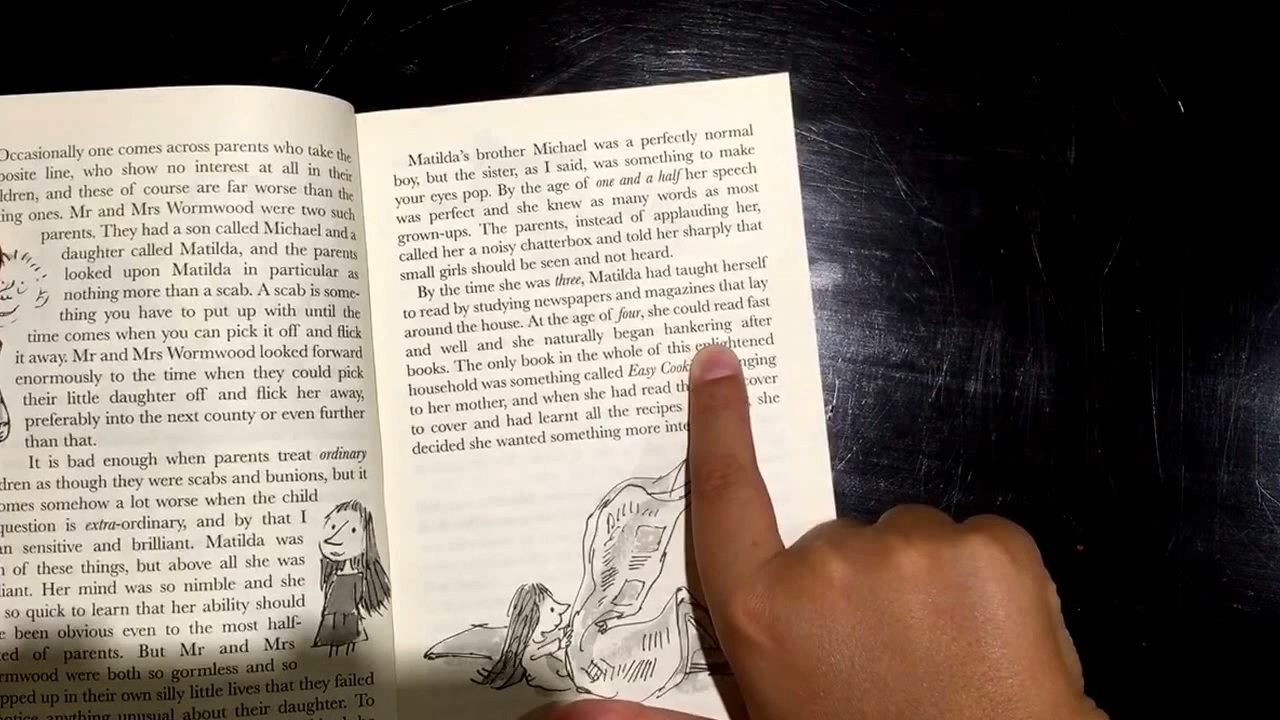 Occasionally one comes across parents who take the
posite line, who show no interest at all in their
ldren, and these of course are far worse than the
ing ones. Mr and Mrs Wormwood were two such
parents. They had a son called Michael and a
daughter called Matilda, and the parents
looked upon Matilda in particular as
nothing more than a scab. A scab is some-
thing you have to put up with until the
time comes when you can pick it off and flick
it away. Mr and Mrs Wormwood looked forward
enormously to the time when they could pick
their little daughter off and flick her away,
preferably into the next county or even further
than that.
It is bad enough when parents treat ordinary
dren as though they were scabs and bunions, but it
omes somehow a lot worse when the child
question is extra-ordinary, and by that I
an sensitive and brilliant. Matilda was
h of these things, but above all she was
liant. Her mind was so nimble and she
so quick to learn that her ability should
e been obvious even to the most half-
ted of parents. But Mr and Mrs
rmwood were both so gormless and so
pped up in their own silly little lives that they failed
otice anything unusual about their daughter. To
Matilda's brother Michael was a perfectly normal
boy, but the sister, as I said, was something to make
your eyes pop. By the age of one and a half her speech
was perfect and she knew as many words as most
grown-ups. The parents, instead of applauding her,
called her a noisy chatterbox and told her sharply that
small girls should be seen and not heard.
By the time she was three, Matilda had taught herself
to read by studying newspapers and magazines that lay
around the house. At the age of four, she could read fast
and well and she naturally began hankering after
books. The only book in the whole of this enlightened
household was something called Easy Cook nging
to her mother, and when she had read th cover
to cover and had learnt all the recipes she
decided she wanted something more inte